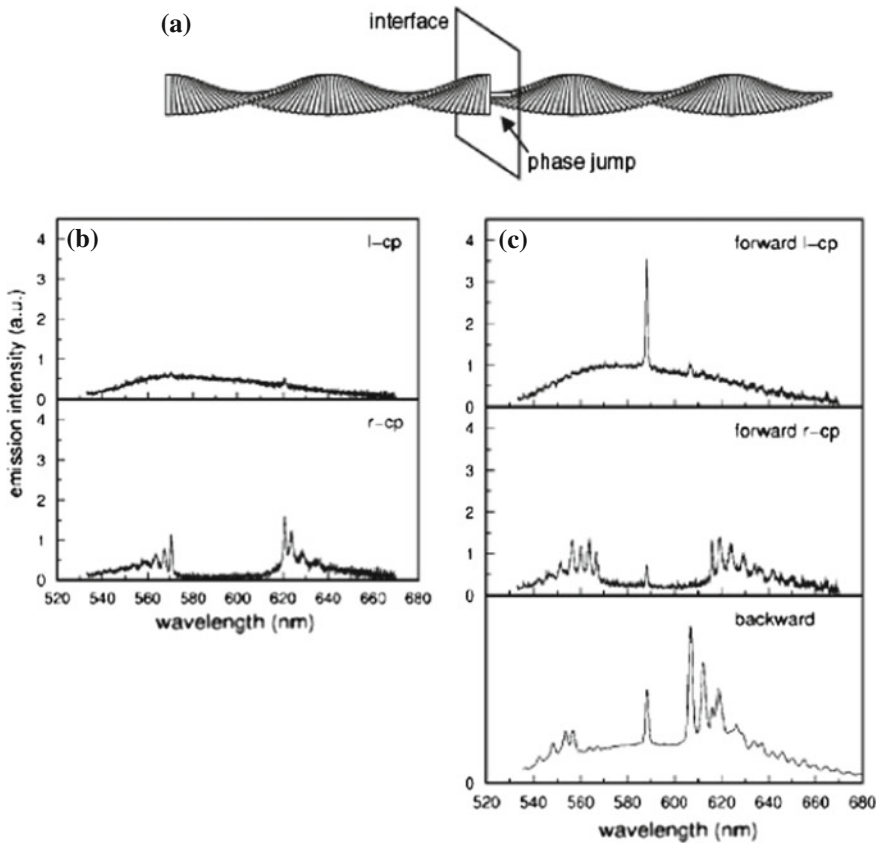 (a)
interface
phase jump
(b)
l-cp
4
3
2
1
0
r-cp
4
3
2
1
0
520 540 560 580 600 620 640 660 680
wavelength (nm)
emission intensity (a.u.)
(c)
forward l-cp
4
3
2
1
0
forward r-cp
4
3
2
1
0
backward
0
520 540 560 580 600 620 640 660 680
wavelength (nm)